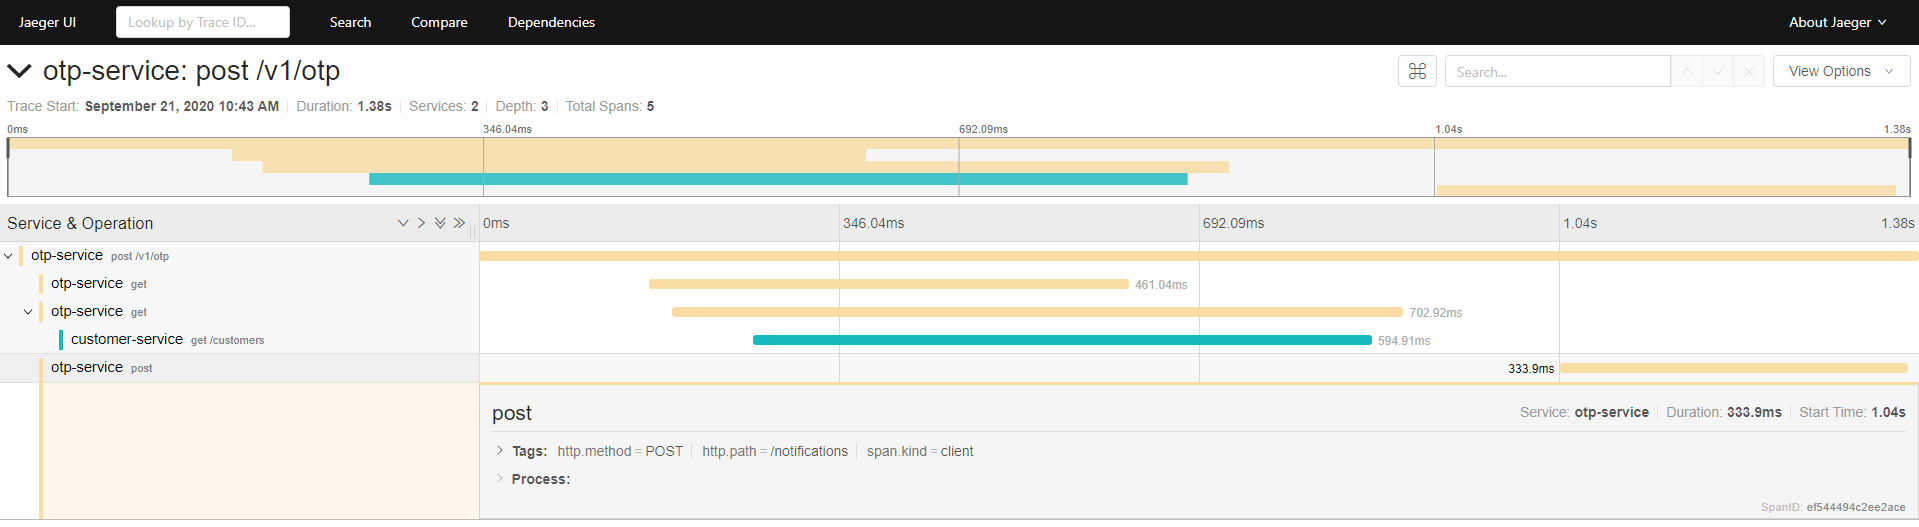 Jaeger UI Lookup by Trace ID... Search Compare Dependencies About Jaeger
otp-service: post /v1/otp ⌘ Search... View Options
Trace Start: September 21, 2020 10:43 AM Duration: 1.38s Services: 2 Depth: 3 Total Spans: 5
0ms 346.04ms 692.09ms 1.04s 1.38s
Service & Operation 0ms 346.04ms 692.09ms 1.04s 1.38s
otp-service post /v1/otp
otp-service get 461.04ms
otp-service get 702.92ms
customer-service get /customers 594.91ms
otp-service post 333.9ms
post Service: otp-service Duration: 333.9ms Start Time: 1.04s
Tags: http.method = POST http.path = /notifications span.kind = client
Process:
SpanID: ef544494c2ee2ace